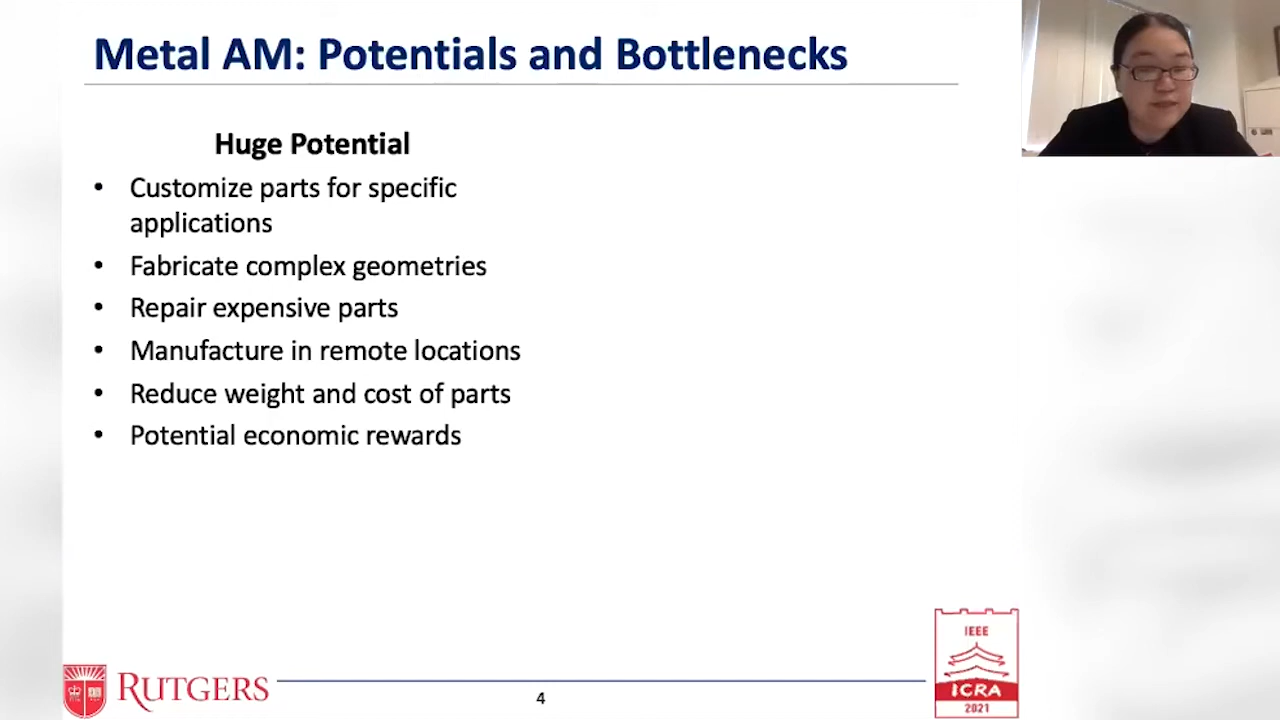 Metal AM: Potentials and Bottlenecks
Huge Potential
• Customize parts for specific
applications
• Fabricate complex geometries
• Repair expensive parts
• Manufacture in remote locations
• Reduce weight and cost of parts
• Potential economic rewards
RUTGERS
4
IEEE
ICRA
2021